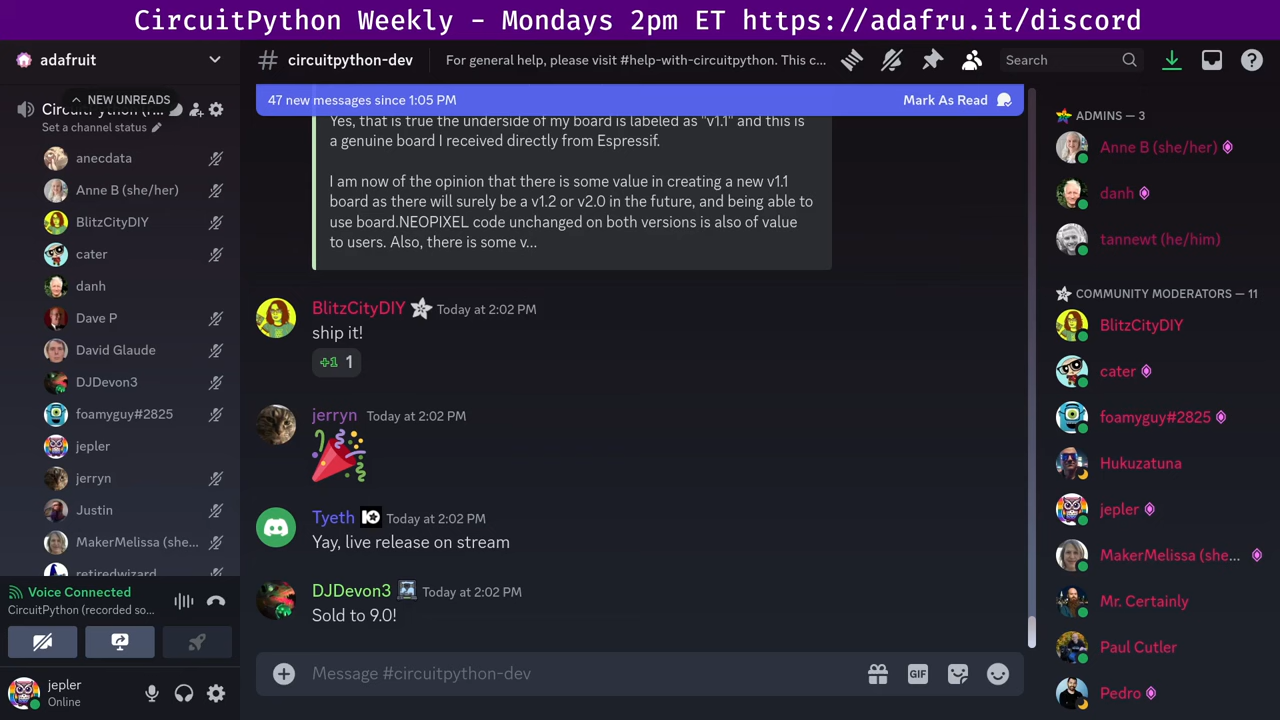 CircuitPython Weekly - Mondays 2pm ET https://adafru.it/discord
adafruit
NEW UNREADS
Set a channel status
anecdata
Anne B (she/her)
BlitzCityDIY
cater
danh
Dave P
David Glaude
DJDevon3
foamyguy#2825
jepler
jerryn
Justin
MakerMelissa (she...
retiredwizard
Voice Connected
CircuitPython (recorded so...
jepler
Online
# circuitpython-dev
For general help, please visit #help-with-circuitpython. This c...
Search
47 new messages since 1:05 PM
Mark As Read
Yes, that is true the underside of my board is labeled as "v1.1" and this is
a genuine board I received directly from Espressif.
I am now of the opinion that there is some value in creating a new v1.1
board as there will surely be a v1.2 or v2.0 in the future, and being able to
use board.NEOPIXEL code unchanged on both versions is also of value
to users. Also, there is some v...
BlitzCityDIY Today at 2:02 PM
ship it!
+1 1
jerryn Today at 2:02 PM
Tyeth Today at 2:02 PM
Yay, live release on stream
DJDevon3 Today at 2:02 PM
Sold to 9.0!
Message #circuitpython-dev
GIF
ADMINS — 3
Anne B (she/her)
danh
tannewt (he/him)
COMMUNITY MODERATORS — 11
BlitzCityDIY
cater
foamyguy#2825
Hukuzatuna
jepler
MakerMelissa (she...
Mr. Certainly
Paul Cutler
Pedro